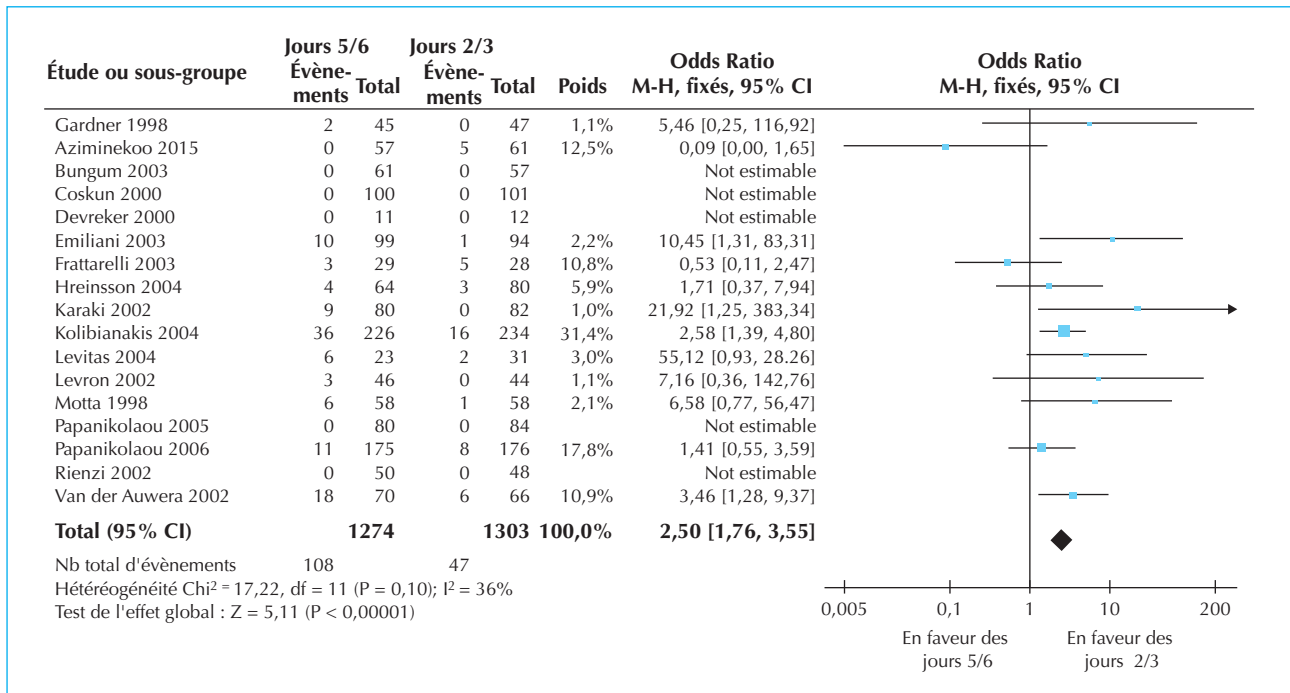 Jours 5/6 Jours 2/3
Étude ou sous-groupe Évène-ments Total Évène-ments Total Poids Odds Ratio M-H, fixés, 95% CI Odds Ratio M-H, fixés, 95% CI
Gardner 1998 2 45 0 47 1,1% 5,46 [0,25, 116,92]
Aziminekoo 2015 0 57 5 61 12,5% 0,09 [0,00, 1,65]
Bungum 2003 0 61 0 57 Not estimable
Coskun 2000 0 100 0 101 Not estimable
Devreker 2000 0 11 0 12 Not estimable
Emiliani 2003 10 99 1 94 2,2% 10,45 [1,31, 83,31]
Frattarelli 2003 3 29 5 28 10,8% 0,53 [0,11, 2,47]
Hreinsson 2004 4 64 3 80 5,9% 1,71 [0,37, 7,94]
Karaki 2002 9 80 0 82 1,0% 21,92 [1,25, 383,34]
Kolibianakis 2004 36 226 16 234 31,4% 2,58 [1,39, 4,80]
Levitas 2004 6 23 2 31 3,0% 55,12 [0,93, 28.26]
Levron 2002 3 46 0 44 1,1% 7,16 [0,36, 142,76]
Motta 1998 6 58 1 58 2,1% 6,58 [0,77, 56,47]
Papanikolaou 2005 0 80 0 84 Not estimable
Papanikolaou 2006 11 175 8 176 17,8% 1,41 [0,55, 3,59]
Rienzi 2002 0 50 0 48 Not estimable
Van der Auwera 2002 18 70 6 66 10,9% 3,46 [1,28, 9,37]
Total (95% CI) 1274 1303 100,0% 2,50 [1,76, 3,55]
Nb total d'évènements 108 47
Hétéréogénéité Chi² = 17,22, df = 11 (P = 0,10); I² = 36%
Test de l'effet global : Z = 5,11 (P < 0,00001)
0,005 0,1 1 10 200
En faveur des jours 5/6 En faveur des jours 2/3